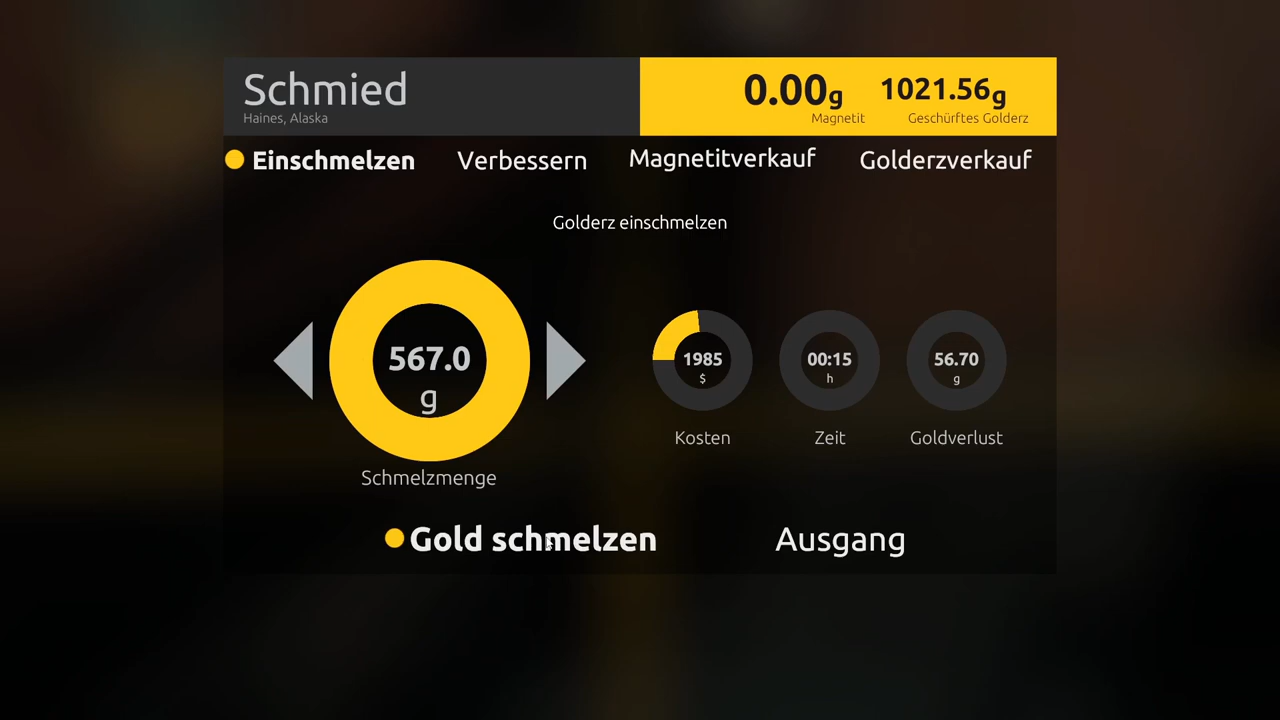 Schmied
Haines, Alaska
0.00g
Magnetit
1021.56g
Geschürftes Golderz
Einschmelzen
Verbessern
Magnetitverkauf
Golderzverkauf
Golderz einschmelzen
567.0
g
Schmelzmenge
1985
$
Kosten
00:15
h
Zeit
56.70
g
Goldverlust
Gold schmelzen
Ausgang